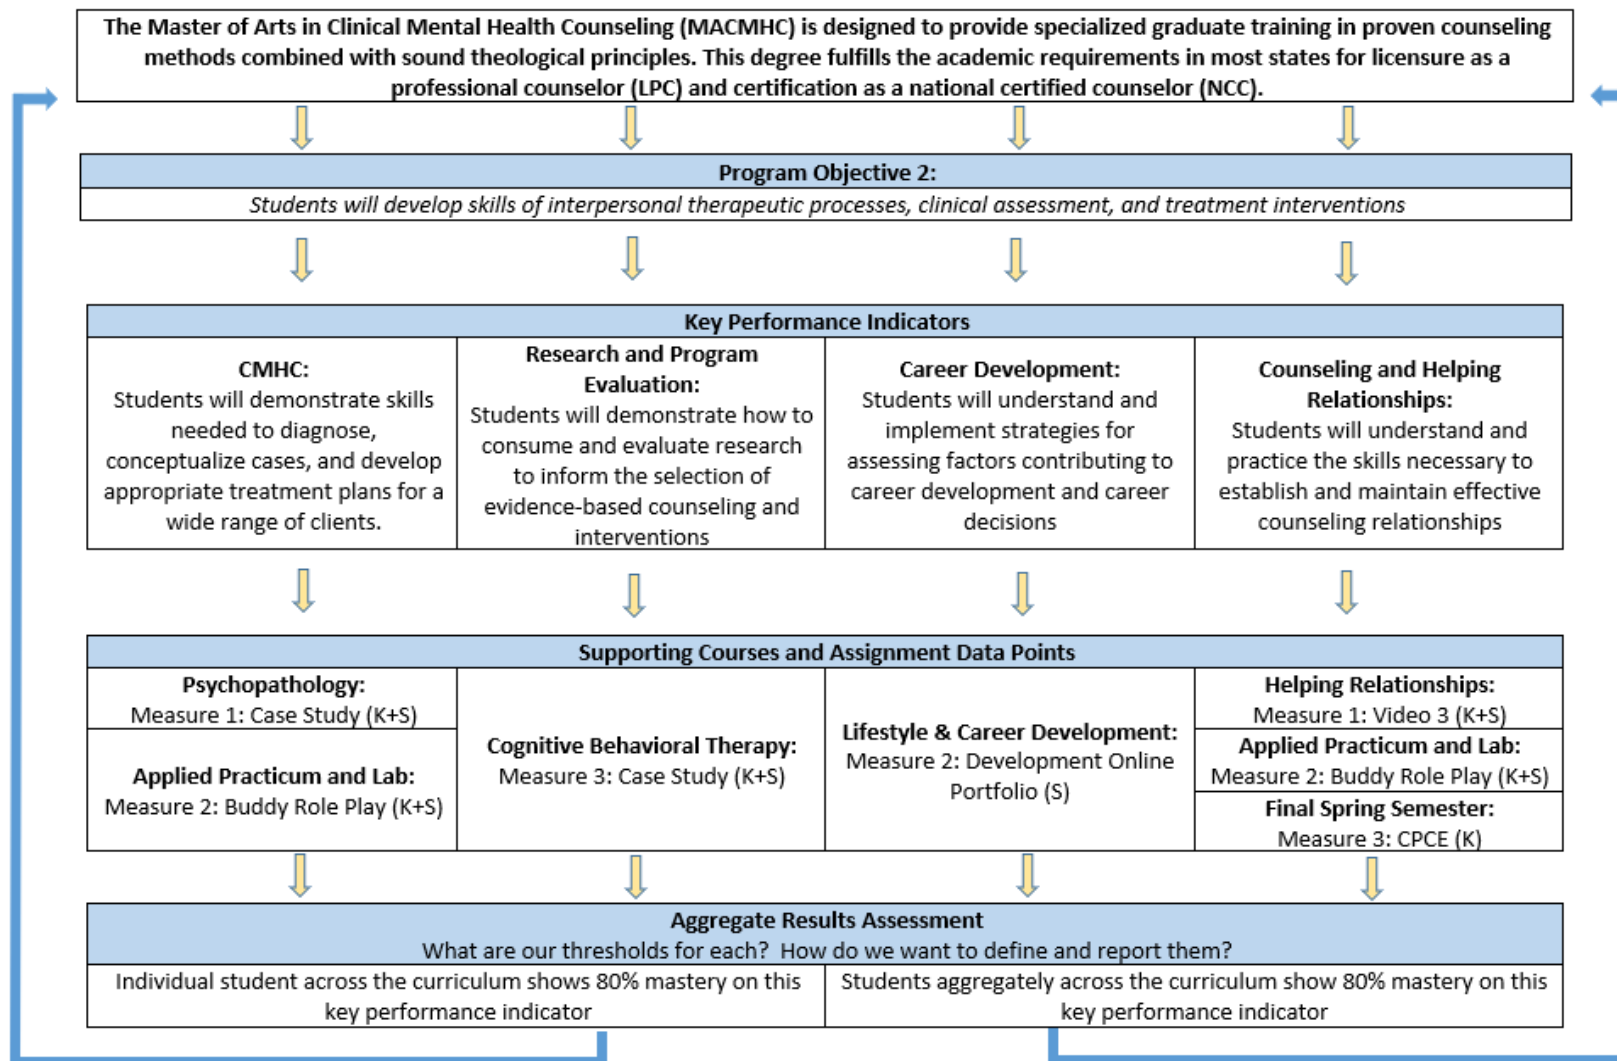 The Master of Arts in Clinical Mental Health Counseling (MACMHC) is designed to provide specialized graduate training in proven counseling
methods combined with sound theological principles. This degree fulfills the academic requirements in most states for licensure as a
professional counselor (LPC) and certification as a national certified counselor (NCC).
Program Objective 2:
Students will develop skills of interpersonal therapeutic processes, clinical assessment, and treatment interventions
Key Performance Indicators
CMHC:
Students will demonstrate skills
needed to diagnose,
conceptualize cases, and develop
appropriate treatment plans for a
wide range of clients.
Research and Program
Evaluation:
Students will demonstrate how to
consume and evaluate research
to inform the selection of
evidence-based counseling and
interventions
Career Development:
Students will understand and
implement strategies for
assessing factors contributing to
career development and career
decisions
Counseling and Helping
Relationships:
Students will understand and
practice the skills necessary to
establish and maintain effective
counseling relationships
Supporting Courses and Assignment Data Points
Psychopathology:
Measure 1: Case Study (K+S)
Applied Practicum and Lab:
Measure 2: Buddy Role Play (K+S)
Cognitive Behavioral Therapy:
Measure 3: Case Study (K+S)
Lifestyle & Career Development:
Measure 2: Development Online
Portfolio (S)
Helping Relationships:
Measure 1: Video 3 (K+S)
Applied Practicum and Lab:
Measure 2: Buddy Role Play (K+S)
Final Spring Semester:
Measure 3: CPCE (K)
Aggregate Results Assessment
What are our thresholds for each? How do we want to define and report them?
Individual student across the curriculum shows 80% mastery on this
key performance indicator
Students aggregately across the curriculum show 80% mastery on this
key performance indicator